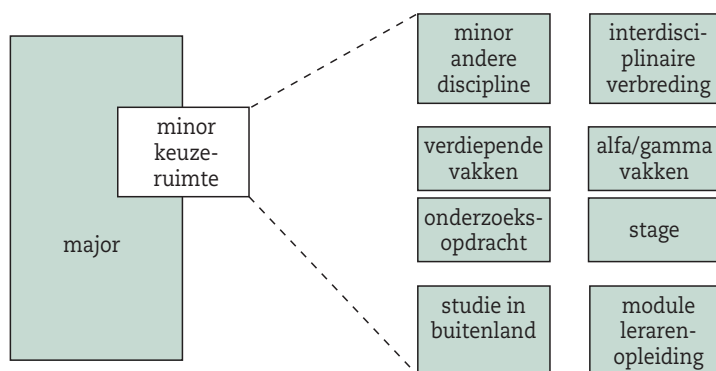 major
minor
keuze-
ruimte
minor
andere
discipline
interdisci-
plinaire
verbreding
verdiepende
vakken
alfa/gamma
vakken
onderzoeks-
opdracht
stage
studie in
buitenland
module
leraren-
opleiding